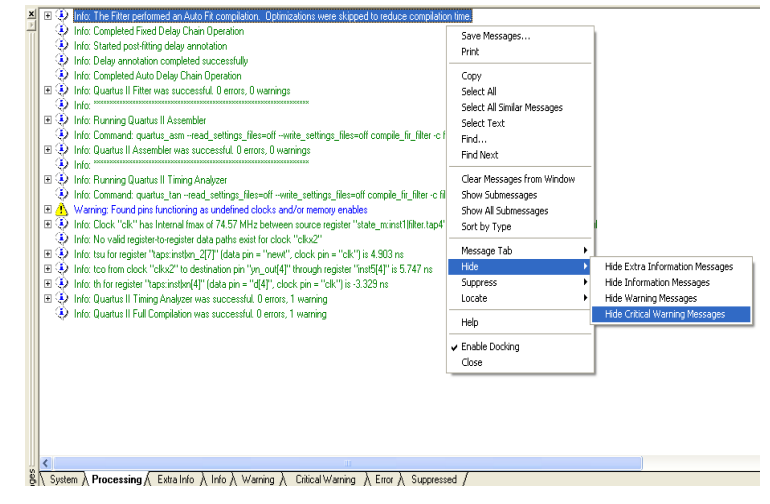 Info: The Fitter performed an Auto Fit compilation. Optimizations were skipped to reduce compilation time.
Info: Completed Fixed Delay Chain Operation
Info: Started post-fitting delay annotation
Info: Delay annotation completed successfully
Info: Completed Auto Delay Chain Operation
Info: Quartus II Fitter was successful. 0 errors, 0 warnings
Info:
Info: Running Quartus II Assembler
Info: Command: quartus_asm --read_settings_files=off --write_settings_files=off compile_fir_filter -c f
Info: Quartus II Assembler was successful. 0 errors, 0 warnings
Info:
Info: Running Quartus II Timing Analyzer
Info: Command: quartus_tan --read_settings_files=off --write_settings_files=off compile_fir_filter -c fil
Warning: Found pins functioning as undefined clocks and/or memory enables
Info: Clock "clk" has Internal fmax of 74.57 MHz between source register "state_m:inst1|filter.tap4"
Info: No valid register-to-register data paths exist for clock "clkx2"
Info: tsu for register "taps:inst|xn_2[7]" (data pin = "newt", clock pin = "clk") is 4.903 ns
Info: tco from clock "clkx2" to destination pin "yn_out[4]" through register "inst5[4]" is 5.747 ns
Info: th for register "taps:inst|xn[4]" (data pin = "d[4]", clock pin = "clk") is -3.329 ns
Info: Quartus II Timing Analyzer was successful. 0 errors, 1 warning
Info: Quartus II Full Compilation was successful. 0 errors, 1 warning
Save Messages...
Print
Copy
Select All
Select All Similar Messages
Select Text
Find...
Find Next
Clear Messages from Window
Show Submessages
Show All Submessages
Sort by Type
Message Tab
Hide
Suppress
Locate
Help
Enable Docking
Close
Hide Extra Information Messages
Hide Information Messages
Hide Warning Messages
Hide Critical Warning Messages
System Processing Extra Info Info Warning Critical Warning Error Suppressed